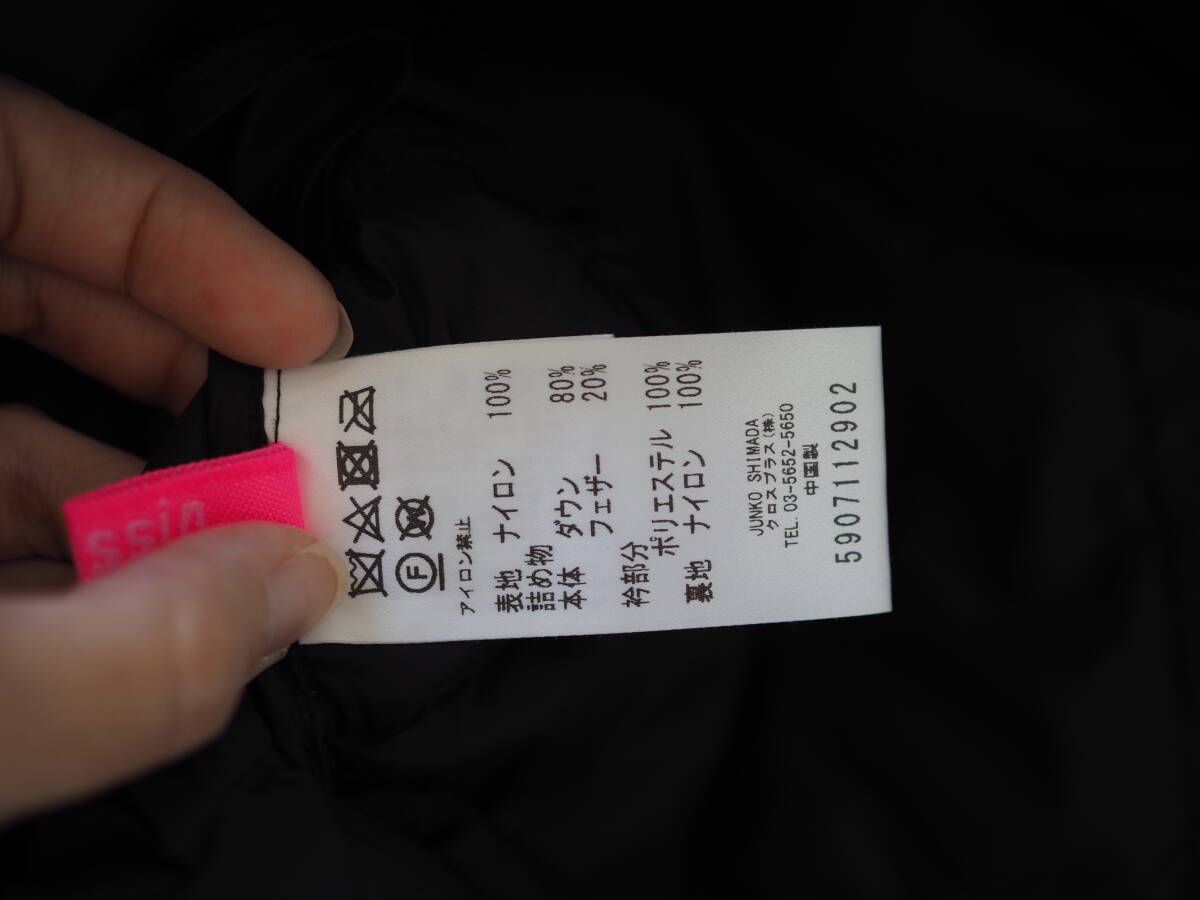 ssin
アイロン禁止
表地 ナイロン 100%
詰め物
本体 ダウン 80%
フェザー 20%
衿部分
ポリエステル 100%
裏地 ナイロン 100%
JUNKO SHIMADA
クロスプラス(株)
TEL. 03-5652-5650
中国製
5907112902